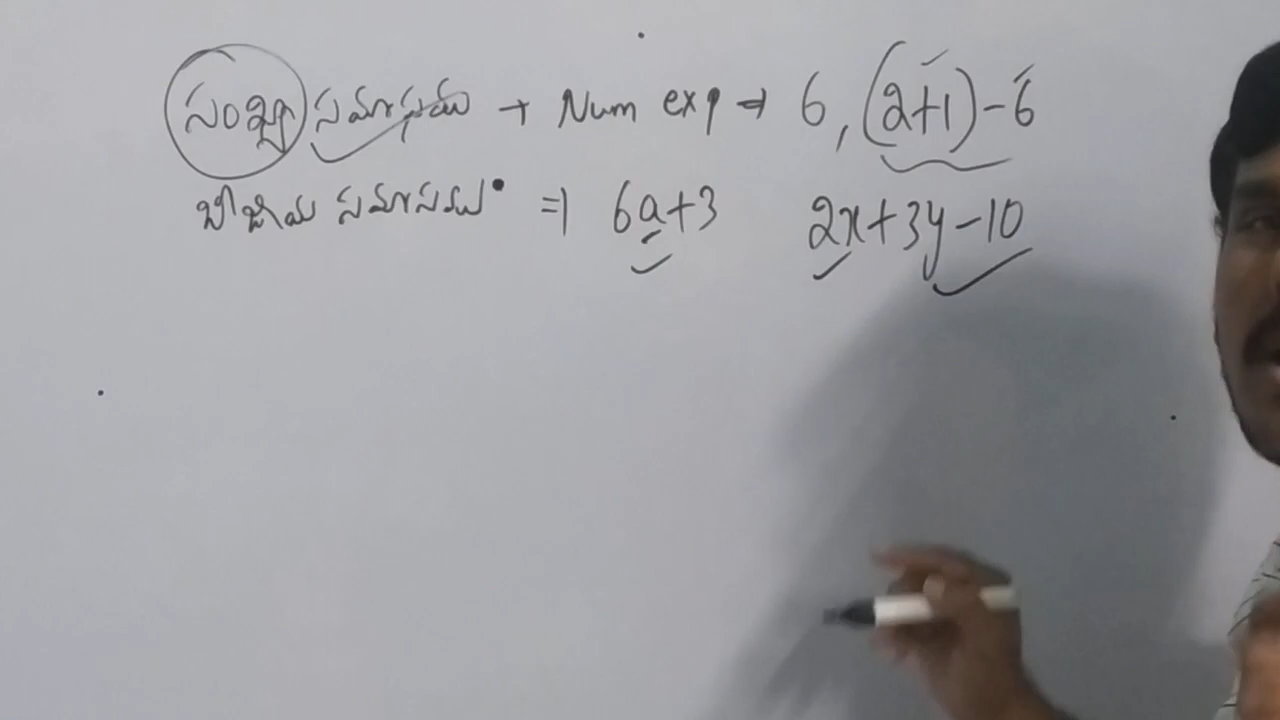 సంఖ్యా సమాసము → Num exp ⇒ 6, (2+1)-6
బీజీయ సమాసము ⇒ 6a+3 2x+3y-10